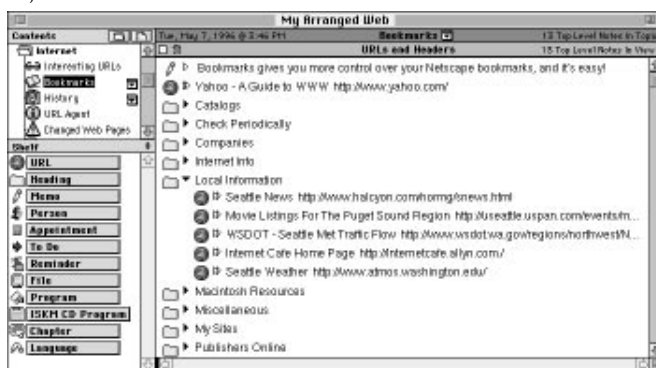 My Arranged Web
Contents
Tue, May 7, 1996 @ 3:46 PM Bookmarks 13 Top Level Notes in Topic
URLs and Headers 13 Top Level Notes in View
Internet
Interesting URLs
Bookmarks
History
URL Agent
Changed Web Pages
Shelf
URL
Heading
Memo
Person
Appointment
To Do
Reminder
File
Program
ISKM CD Program
Chapter
Language
Bookmarks gives you more control over your Netscape bookmarks, and it's easy!
Yahoo - A Guide to WWW http://www.yahoo.com/
Catalogs
Check Periodically
Companies
Internet Info
Local Information
Seattle News http://www.halcyon.com/normg/snews.html
Movie Listings For The Puget Sound Region http://useattle.uspan.com/events/m...
WSDOT - Seattle Met Traffic Flow http://www.wsdot.wa.gov/regions/northwest/N...
Internet Cafe Home Page http://internetcafe.allyn.com/
Seattle Weather http://www.atmos.washington.edu/
Macintosh Resources
Miscellaneous
My Sites
Publishers Online